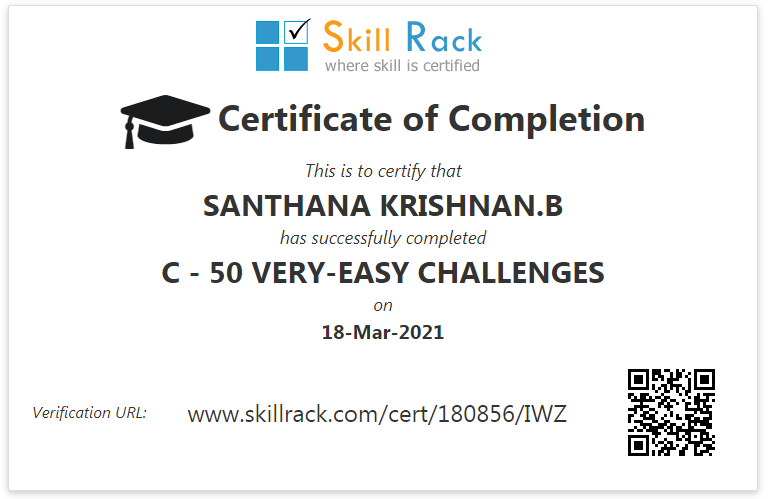 Skill Rack
where skill is certified
Certificate of Completion
This is to certify that
SANTHANA KRISHNAN.B
has successfully completed
C - 50 VERY-EASY CHALLENGES
on
18-Mar-2021
Verification URL: www.skillrack.com/cert/180856/IWZ